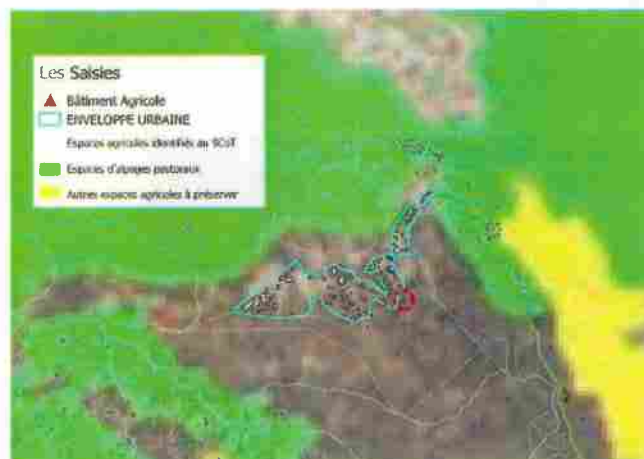 Les Saisies
Bâtiment Agricole
ENVELOPPE URBAINE
Espaces agricoles identifiés au SCoT
Espaces d'alpages pastoraux
Autres espaces agricoles à préserver